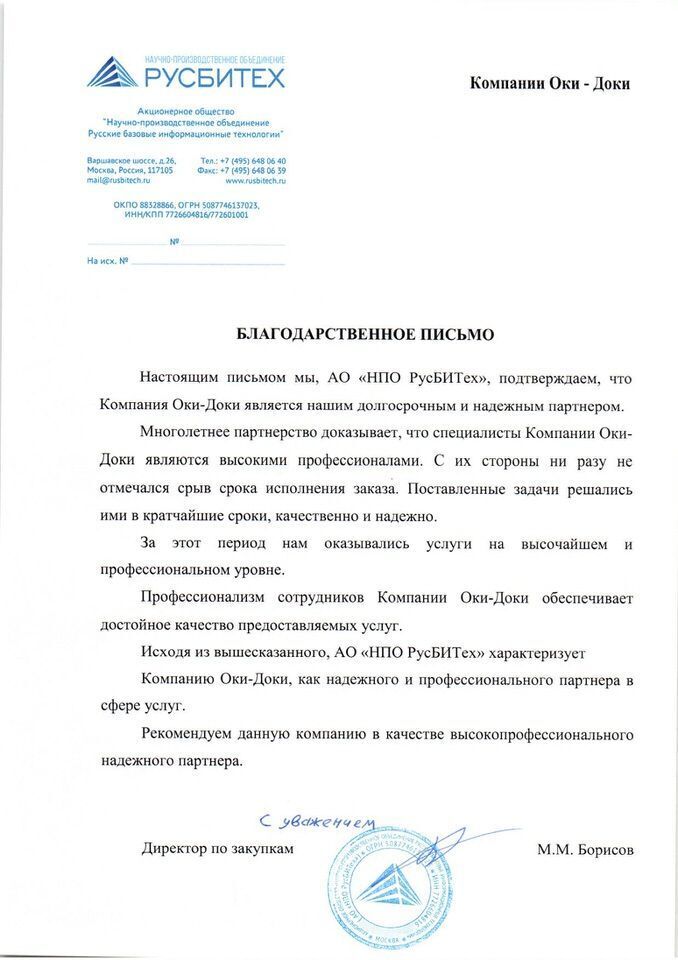 НАУЧНО-ПРОИЗВОДСТВЕННОЕ ОБЪЕДИНЕНИЕ
РУСБИТЕХ
Компании Оки - Доки
Акционерное общество
"Научно-производственное объединение
Русские базовые информационные технологии"
Варшавское шоссе, д.26, Тел.: +7 (495) 648 06 40
Москва, Россия, 117105 Факс: +7 (495) 648 06 39
mail@rusbitech.ru www.rusbitech.ru
ОКПО 88328866, ОГРН 5087746137023,
ИНН/КПП 7726604816/772601001
№
На исх. №
БЛАГОДАРСТВЕННОЕ ПИСЬМО
Настоящим письмом мы, АО «НПО РусБИТех», подтверждаем, что
Компания Оки-Доки является нашим долгосрочным и надежным партнером.
Многолетнее партнерство доказывает, что специалисты Компании Оки-
Доки являются высокими профессионалами. С их стороны ни разу не
отмечался срыв срока исполнения заказа. Поставленные задачи решались
ими в кратчайшие сроки, качественно и надежно.
За этот период нам оказывались услуги на высочайшем и
профессиональном уровне.
Профессионализм сотрудников Компании Оки-Доки обеспечивает
достойное качество предоставляемых услуг.
Исходя из вышесказанного, АО «НПО РусБИТех» характеризует
Компанию Оки-Доки, как надежного и профессионального партнера в
сфере услуг.
Рекомендуем данную компанию в качестве высокопрофессионального
надежного партнера.
С уважением
Директор по закупкам М.М. Борисов
МОСКВА